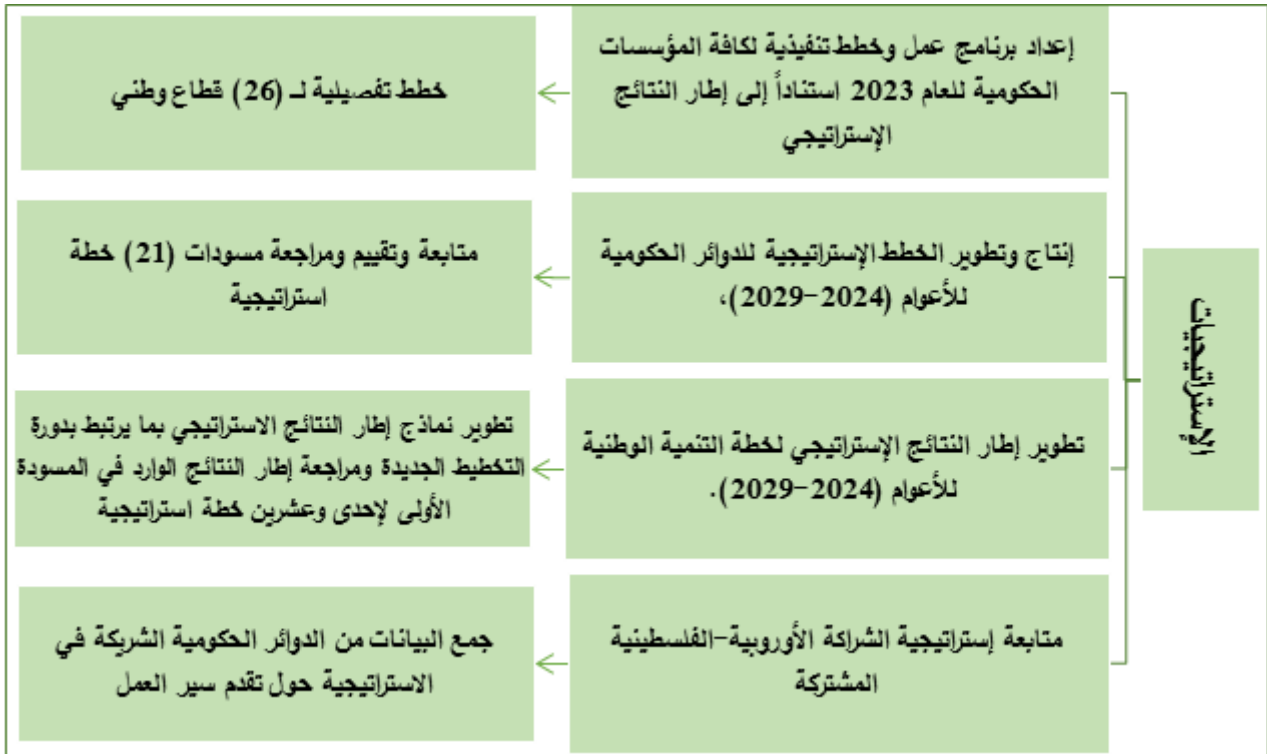 الإستراتيجيات
إعداد برنامج عمل وخطط تنفيذية لكافة المؤسسات
الحكومية للعام 2023 استناداً إلى إطار النتائج
الإستراتيجي
خطط تفصيلية لـ (26) قطاع وطني
إنتاج وتطوير الخطط الإستراتيجية للدوائر الحكومية
للأعوام (2024-2029)،
متابعة وتقييم ومراجعة مسودات (21) خطة
استراتيجية
تطوير إطار النتائج الإستراتيجي لخطة التنمية الوطنية
للأعوام (2024-2029).
تطوير نماذج إطار النتائج الاستراتيجي بما يرتبط بدورة
التخطيط الجديدة ومراجعة إطار النتائج الوارد في المسودة
الأولى لإحدى وعشرين خطة استراتيجية
متابعة إستراتيجية الشراكة الأوروبية-الفلسطينية
المشتركة
جمع البيانات من الدوائر الحكومية الشريكة في
الاستراتيجية حول تقدم سير العمل